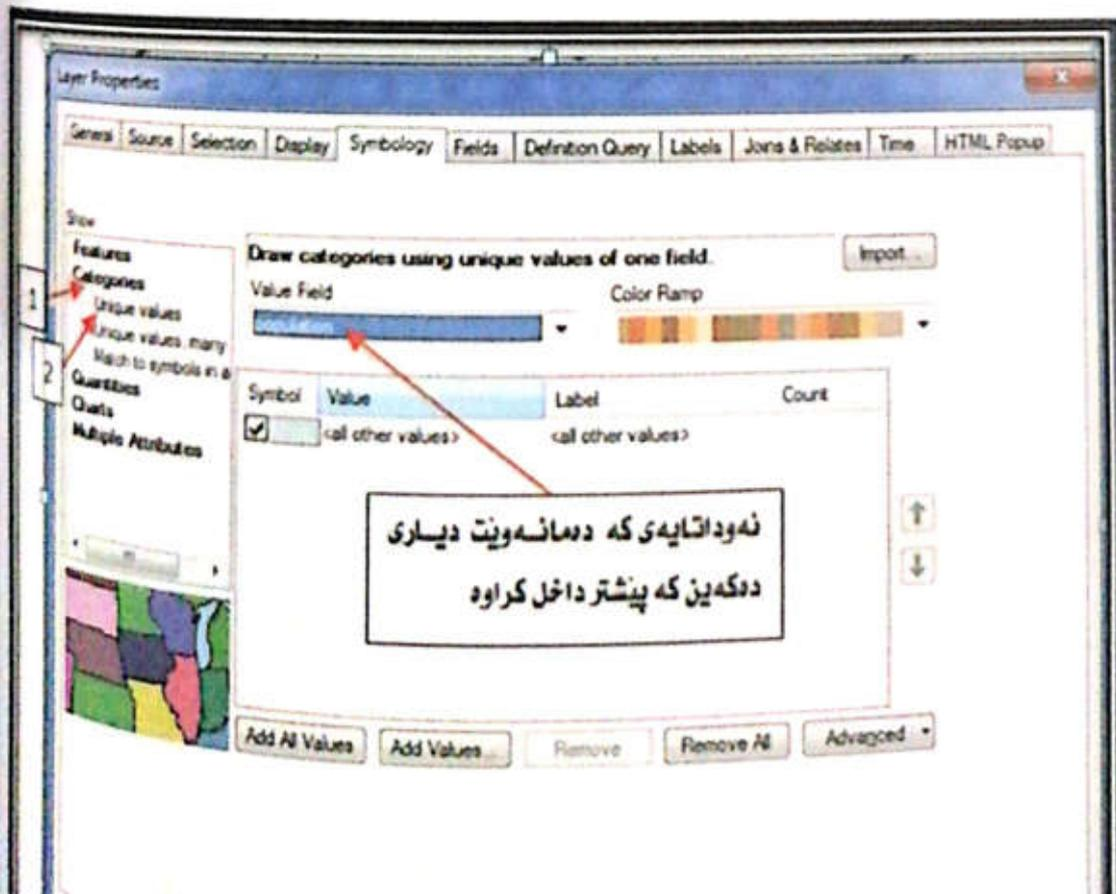 Layer Properties
General Source Selection Display Symbology Fields Definition Query Labels Joins & Relates Time HTML Popup
Show
Features
Categories
Unique values
Unique values, many
Match to symbols in a
Quantities
Charts
Multiple Attributes
1
2
Draw categories using unique values of one field.
Import...
Value Field
Color Ramp
population
Symbol Value Label Count
<all other values> <all other values>
ئەوداتایەی کە دەمانەوێت دیاری
دەکەین کە پێشتر داخل کراوە
Add All Values Add Values... Remove Remove All Advanced